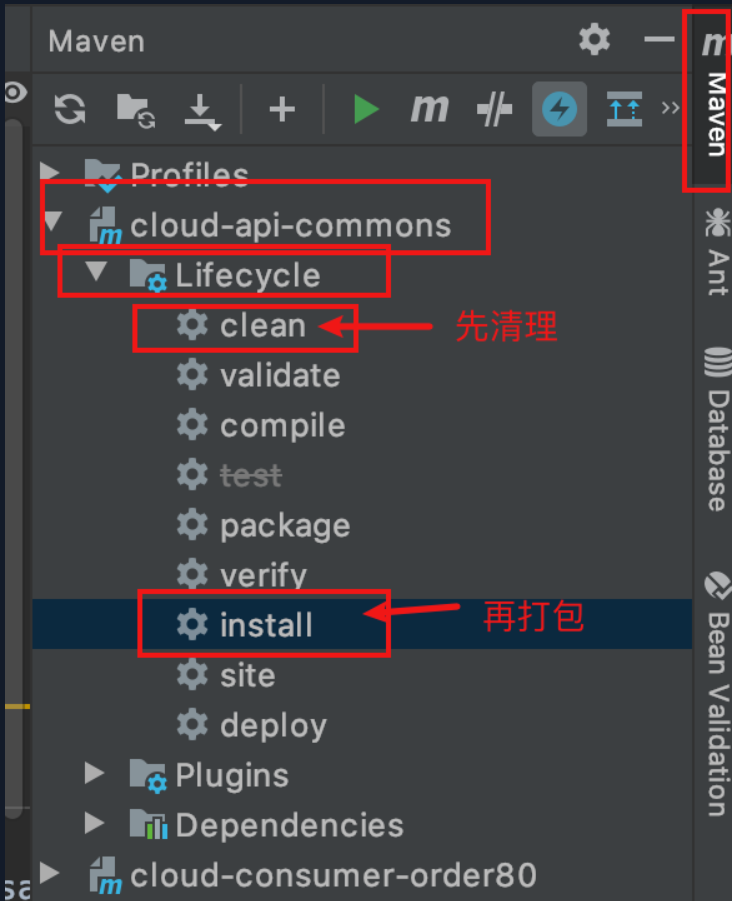 Maven
m
Maven
Profiles
cloud-api-commons
Lifecycle
clean
先清理
validate
compile
test
package
verify
install
再打包
site
deploy
Plugins
Dependencies
cloud-consumer-order80
Ant
Database
Bean Validation